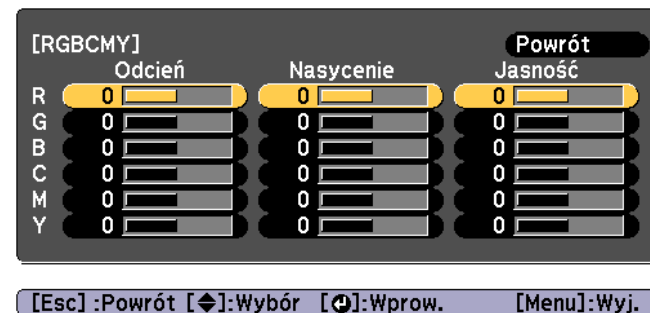 [RGBCMY] Powrót
Odcień Nasycenie Jasność
R 0 0 0
G 0 0 0
B 0 0 0
C 0 0 0
M 0 0 0
Y 0 0 0
[Esc] :Powrót [◆]:Wybór [↵]:Wprow. [Menu]:Wyj.